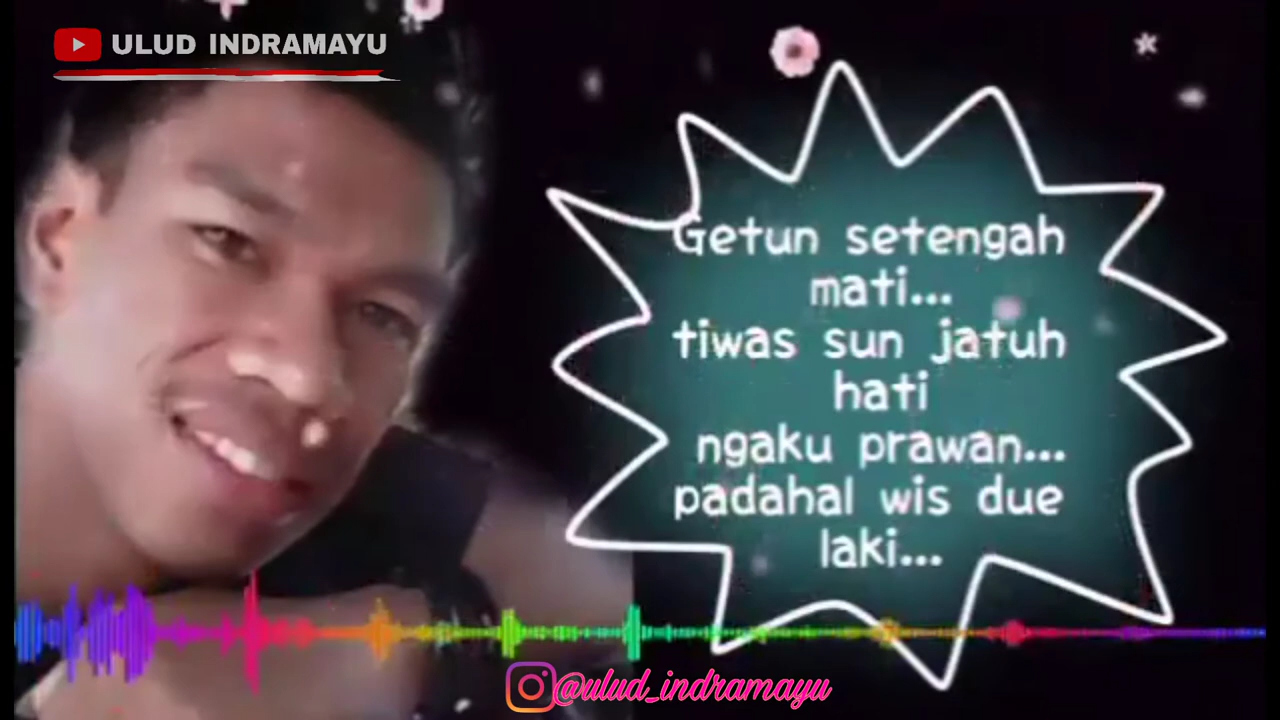 ULUD INDRAMAYU
Getun setengah
mati...
tiwas sun jatuh
hati
ngaku prawan...
padahal wis due
laki...
@ulud_indramayu